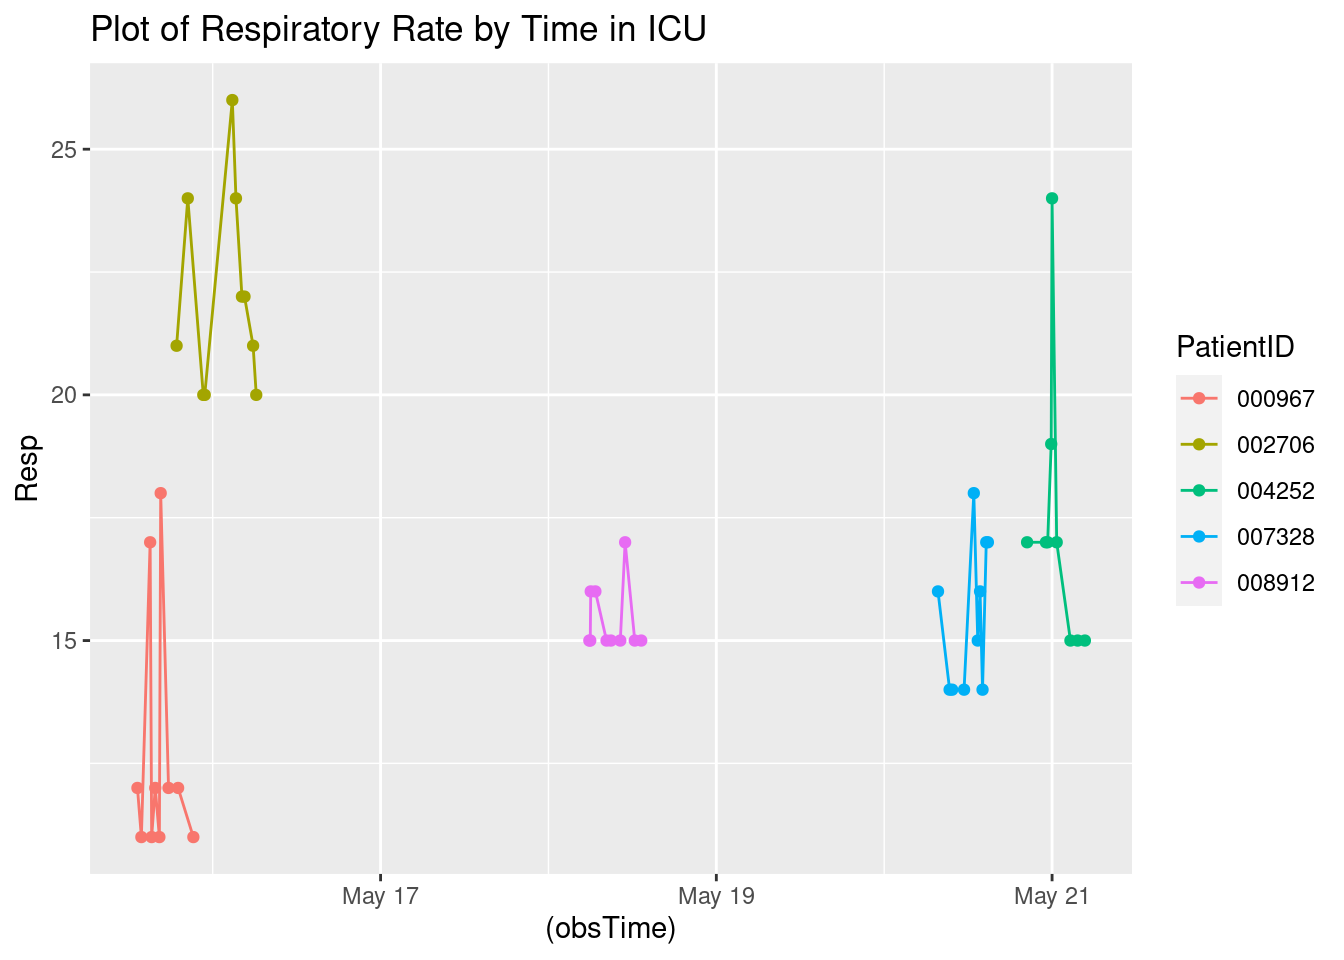 Plot of Respiratory Rate by Time in ICU
25
20
15
Resp
May 17
May 19
May 21
(obsTime)
PatientID
000967
002706
004252
007328
008912